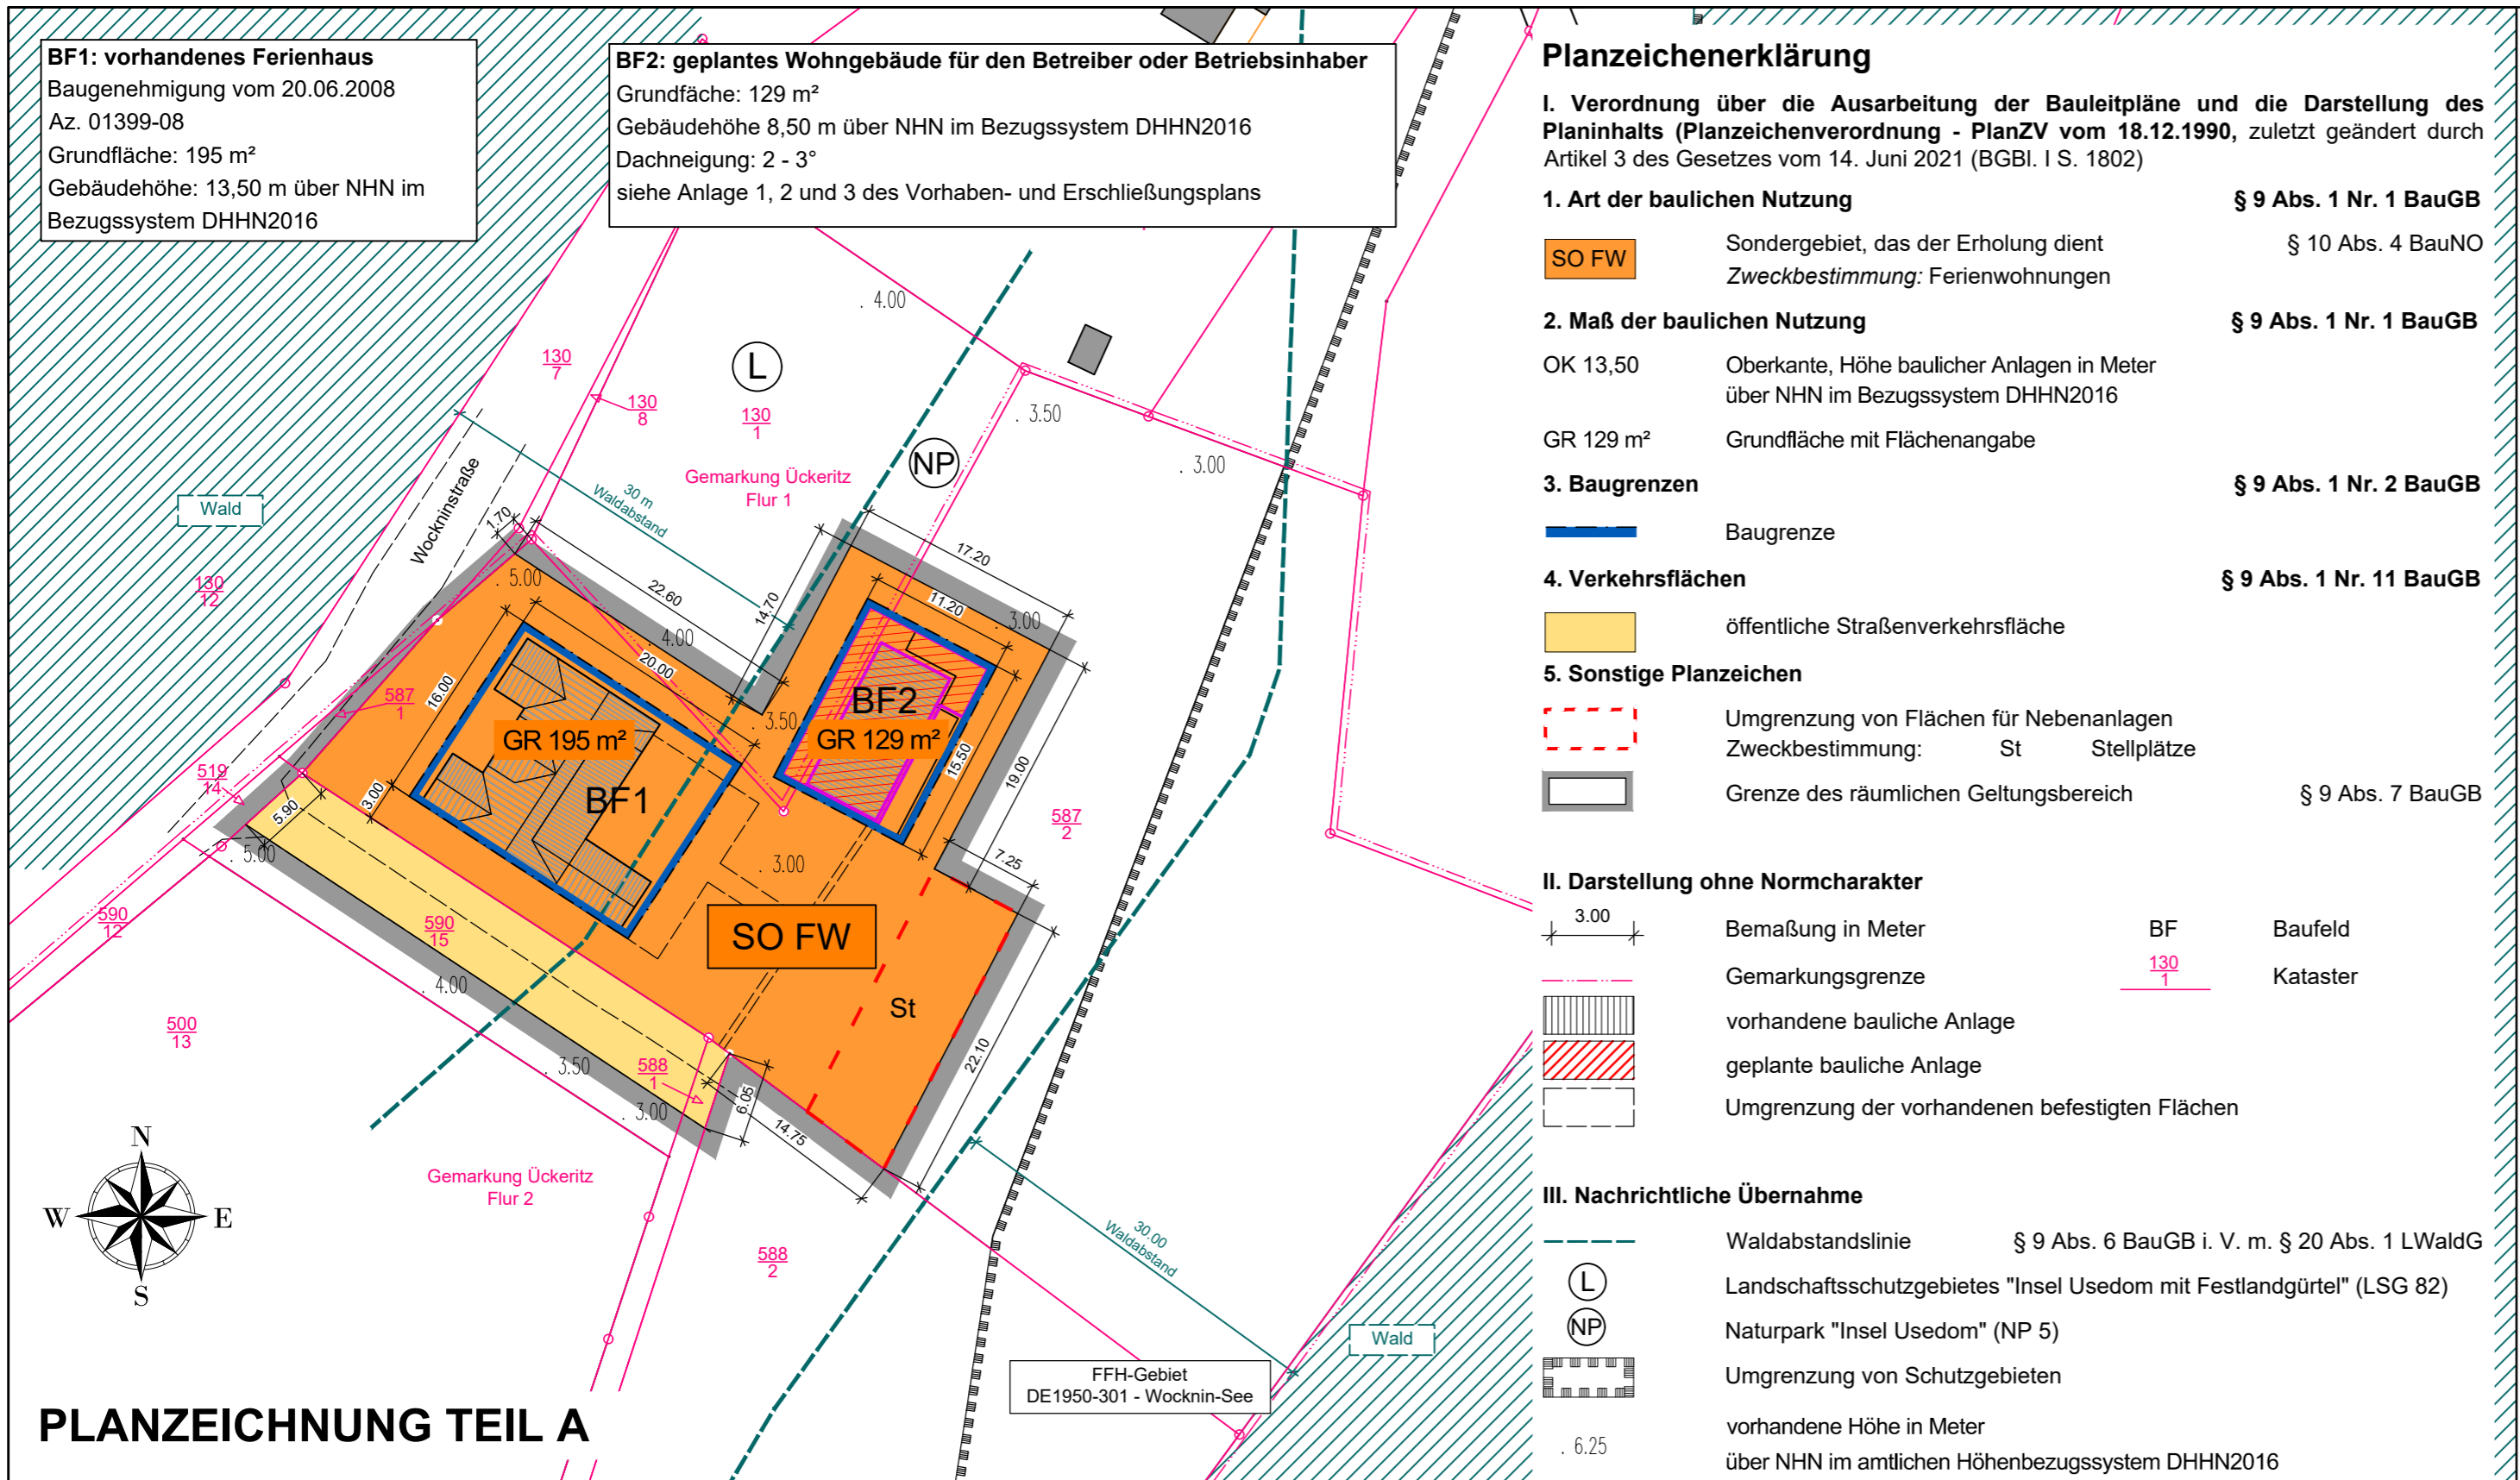 BF1: vorhandenes Ferienhaus
Baugenehmigung vom 20.06.2008
Az. 01399-08
Grundfläche: 195 m²
Gebäudehöhe: 13,50 m über NHN im
Bezugssystem DHHN2016
BF2: geplantes Wohngebäude für den Betreiber oder Betriebsinhaber
Grundfäche: 129 m²
Gebäudehöhe 8,50 m über NHN im Bezugssystem DHHN2016
Dachneigung: 2 - 3°
siehe Anlage 1, 2 und 3 des Vorhaben- und Erschließungsplans
. 4.00
130
7
130
8
L
130
1
. 3.50
NP
. 3.00
Gemarkung Ückeritz
Flur 1
30 m
Waldabstand
Wald
Wockninstraße
1.70
. 5.00
22.60
17.20
14.70
11.20
. 3.00
130
12
. 4.00
20.00
16.00
587
1
. 3.50
BF2
GR 129 m²
GR 195 m²
15.50
19.00
519
14
BF1
3.00
5.90
587
2
. 5.00
. 3.00
7.25
590
12
590
15
SO FW
. 4.00
St
500
13
. 3.50
588
1
. 3.00
6.05
14.75
22.10
Gemarkung Ückeritz
Flur 2
N
W
E
S
588
2
30.00
Waldabstand
Wald
FFH-Gebiet
DE1950-301 - Wocknin-See
PLANZEICHNUNG TEIL A
Planzeichenerklärung
I. Verordnung über die Ausarbeitung der Bauleitpläne und die Darstellung des
Planinhalts (Planzeichenverordnung - PlanZV vom 18.12.1990, zuletzt geändert durch
Artikel 3 des Gesetzes vom 14. Juni 2021 (BGBl. I S. 1802)
1. Art der baulichen Nutzung § 9 Abs. 1 Nr. 1 BauGB
SO FW Sondergebiet, das der Erholung dient § 10 Abs. 4 BauNO
Zweckbestimmung: Ferienwohnungen
2. Maß der baulichen Nutzung § 9 Abs. 1 Nr. 1 BauGB
OK 13,50 Oberkante, Höhe baulicher Anlagen in Meter
über NHN im Bezugssystem DHHN2016
GR 129 m² Grundfläche mit Flächenangabe
3. Baugrenzen § 9 Abs. 1 Nr. 2 BauGB
Baugrenze
4. Verkehrsflächen § 9 Abs. 1 Nr. 11 BauGB
öffentliche Straßenverkehrsfläche
5. Sonstige Planzeichen
Umgrenzung von Flächen für Nebenanlagen
Zweckbestimmung: St Stellplätze
Grenze des räumlichen Geltungsbereich § 9 Abs. 7 BauGB
II. Darstellung ohne Normcharakter
3.00 Bemaßung in Meter BF Baufeld
Gemarkungsgrenze 130 Kataster
1
vorhandene bauliche Anlage
geplante bauliche Anlage
Umgrenzung der vorhandenen befestigten Flächen
III. Nachrichtliche Übernahme
Waldabstandslinie § 9 Abs. 6 BauGB i. V. m. § 20 Abs. 1 LWaldG
L Landschaftsschutzgebietes "Insel Usedom mit Festlandgürtel" (LSG 82)
NP Naturpark "Insel Usedom" (NP 5)
Umgrenzung von Schutzgebieten
vorhandene Höhe in Meter
. 6.25
über NHN im amtlichen Höhenbezugssystem DHHN2016